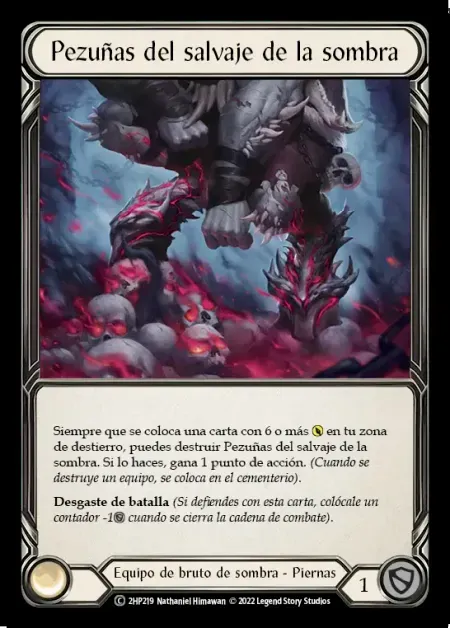 Pezuñas del salvaje de la sombra
Siempre que se coloca una carta con 6 o más en tu zona
de destierro, puedes destruir Pezuñas del salvaje de la
sombra. Si lo haces, gana 1 punto de acción. (Cuando se
destruye un equipo, se coloca en el cementerio).
Desgaste de batalla (Si defiendes con esta carta, colócale un
contador -1 cuando se cierra la cadena de combate).
Equipo de bruto de sombra - Piernas
1
C 2HP219 Nathaniel Himawan © 2022 Legend Story Studios